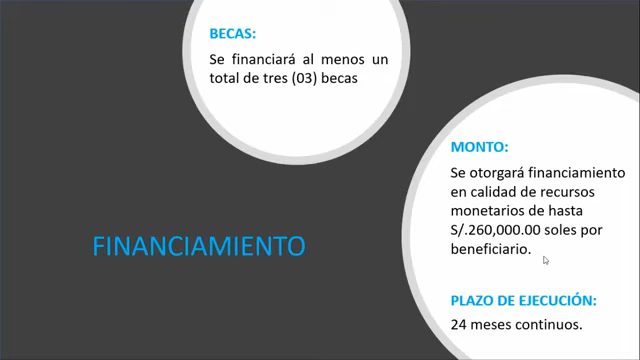 BECAS:
Se financiará al menos un
total de tres (03) becas
MONTO:
Se otorgará financiamiento
en calidad de recursos
monetarios de hasta
S/.260,000.00 soles por
beneficiario.
FINANCIAMIENTO
PLAZO DE EJECUCIÓN:
24 meses continuos.